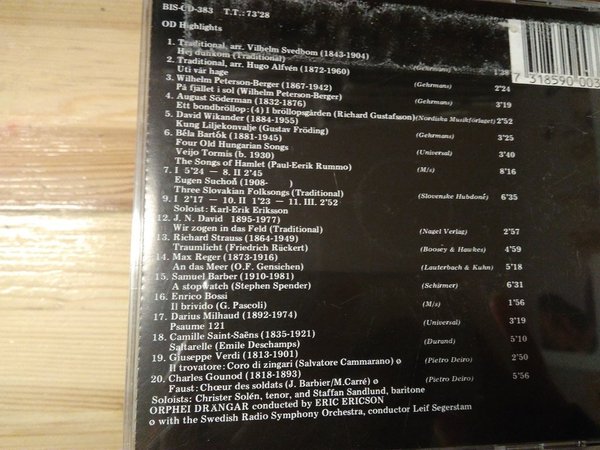 BIS-CD-383 T.T.: 73'28
OD Highlights
1. Traditional, arr. Vilhelm Svedbom (1843-1904)
Hej dunkom (Traditional) (Gehrmans) 1'38
2. Traditional, arr. Hugo Alfvén (1872-1960)
Uti vår hage (Gehrmans) 2'24
3. Wilhelm Peterson-Berger (1867-1942)
På fjället i sol (Wilhelm Peterson-Berger) (Gehrmans) 3'19
4. August Söderman (1832-1876)
Ett bondbröllop: (4) I bröllopsgården (Richard Gustafsson) (Nordiska Musikförlaget) 2'52
5. David Wikander (1884-1955)
Kung Liljekonvalje (Gustav Fröding) (Gehrmans) 3'25
6. Béla Bartók (1881-1945)
Four Old Hungarian Songs (Universal) 3'40
Veijo Tormis (b. 1930)
The Songs of Hamlet (Paul-Eerik Rummo) (M/s) 8'16
7. I 5'24 — 8. II 2'45
Eugen Suchoň (1908- )
Three Slovakian Folksongs (Traditional) (Slovenske Hudobné) 6'35
9. I 2'17 — 10. II 1'23 — 11. III. 2'52
Soloist: Karl-Erik Eriksson
12. J. N. David 1895-1977)
Wir zogen in das Feld (Traditional) (Nagel Verlag) 2'57
13. Richard Strauss (1864-1949)
Traumlicht (Friedrich Rückert) (Boosey & Hawkes) 4'59
14. Max Reger (1873-1916)
An das Meer (O.F. Gensichen) (Lauterbach & Kuhn) 5'18
15. Samuel Barber (1910-1981)
A stopwatch (Stephen Spender) (Schirmer) 6'31
16. Enrico Bossi
Il brivido (G. Pascoli) (M/s) 1'56
17. Darius Milhaud (1892-1974)
Psaume 121 (Universal) 3'19
18. Camille Saint-Saëns (1835-1921)
Saltarelle (Emile Deschamps) (Durand) 5'10
19. Giuseppe Verdi (1813-1901)
Il trovatore: Coro di zingari (Salvatore Cammarano) ø (Pietro Deiro) 2'50
20. Charles Gounod (1818-1893)
Faust: Chœur des soldats (J. Barbier/M.Carré) ø (Pietro Deiro) 5'56
Soloists: Christer Solén, tenor, and Staffan Sandlund, baritone
ORPHEI DRÄNGAR conducted by ERIC ERICSON
ø with the Swedish Radio Symphony Orchestra, conductor Leif Segerstam
7 318590 003